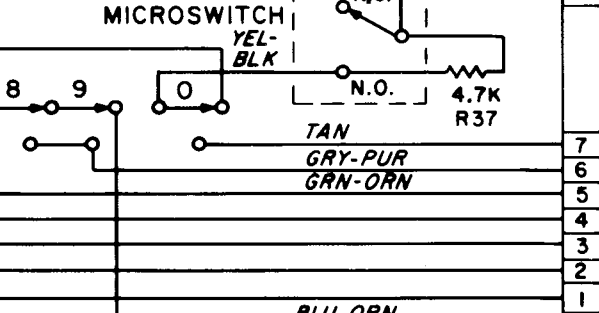 MICROSWITCH
YEL-
BLK
8 9 0
N.O.
4.7K
R37
TAN
7
GRY-PUR
6
GRN-ORN
5
4
3
2
1